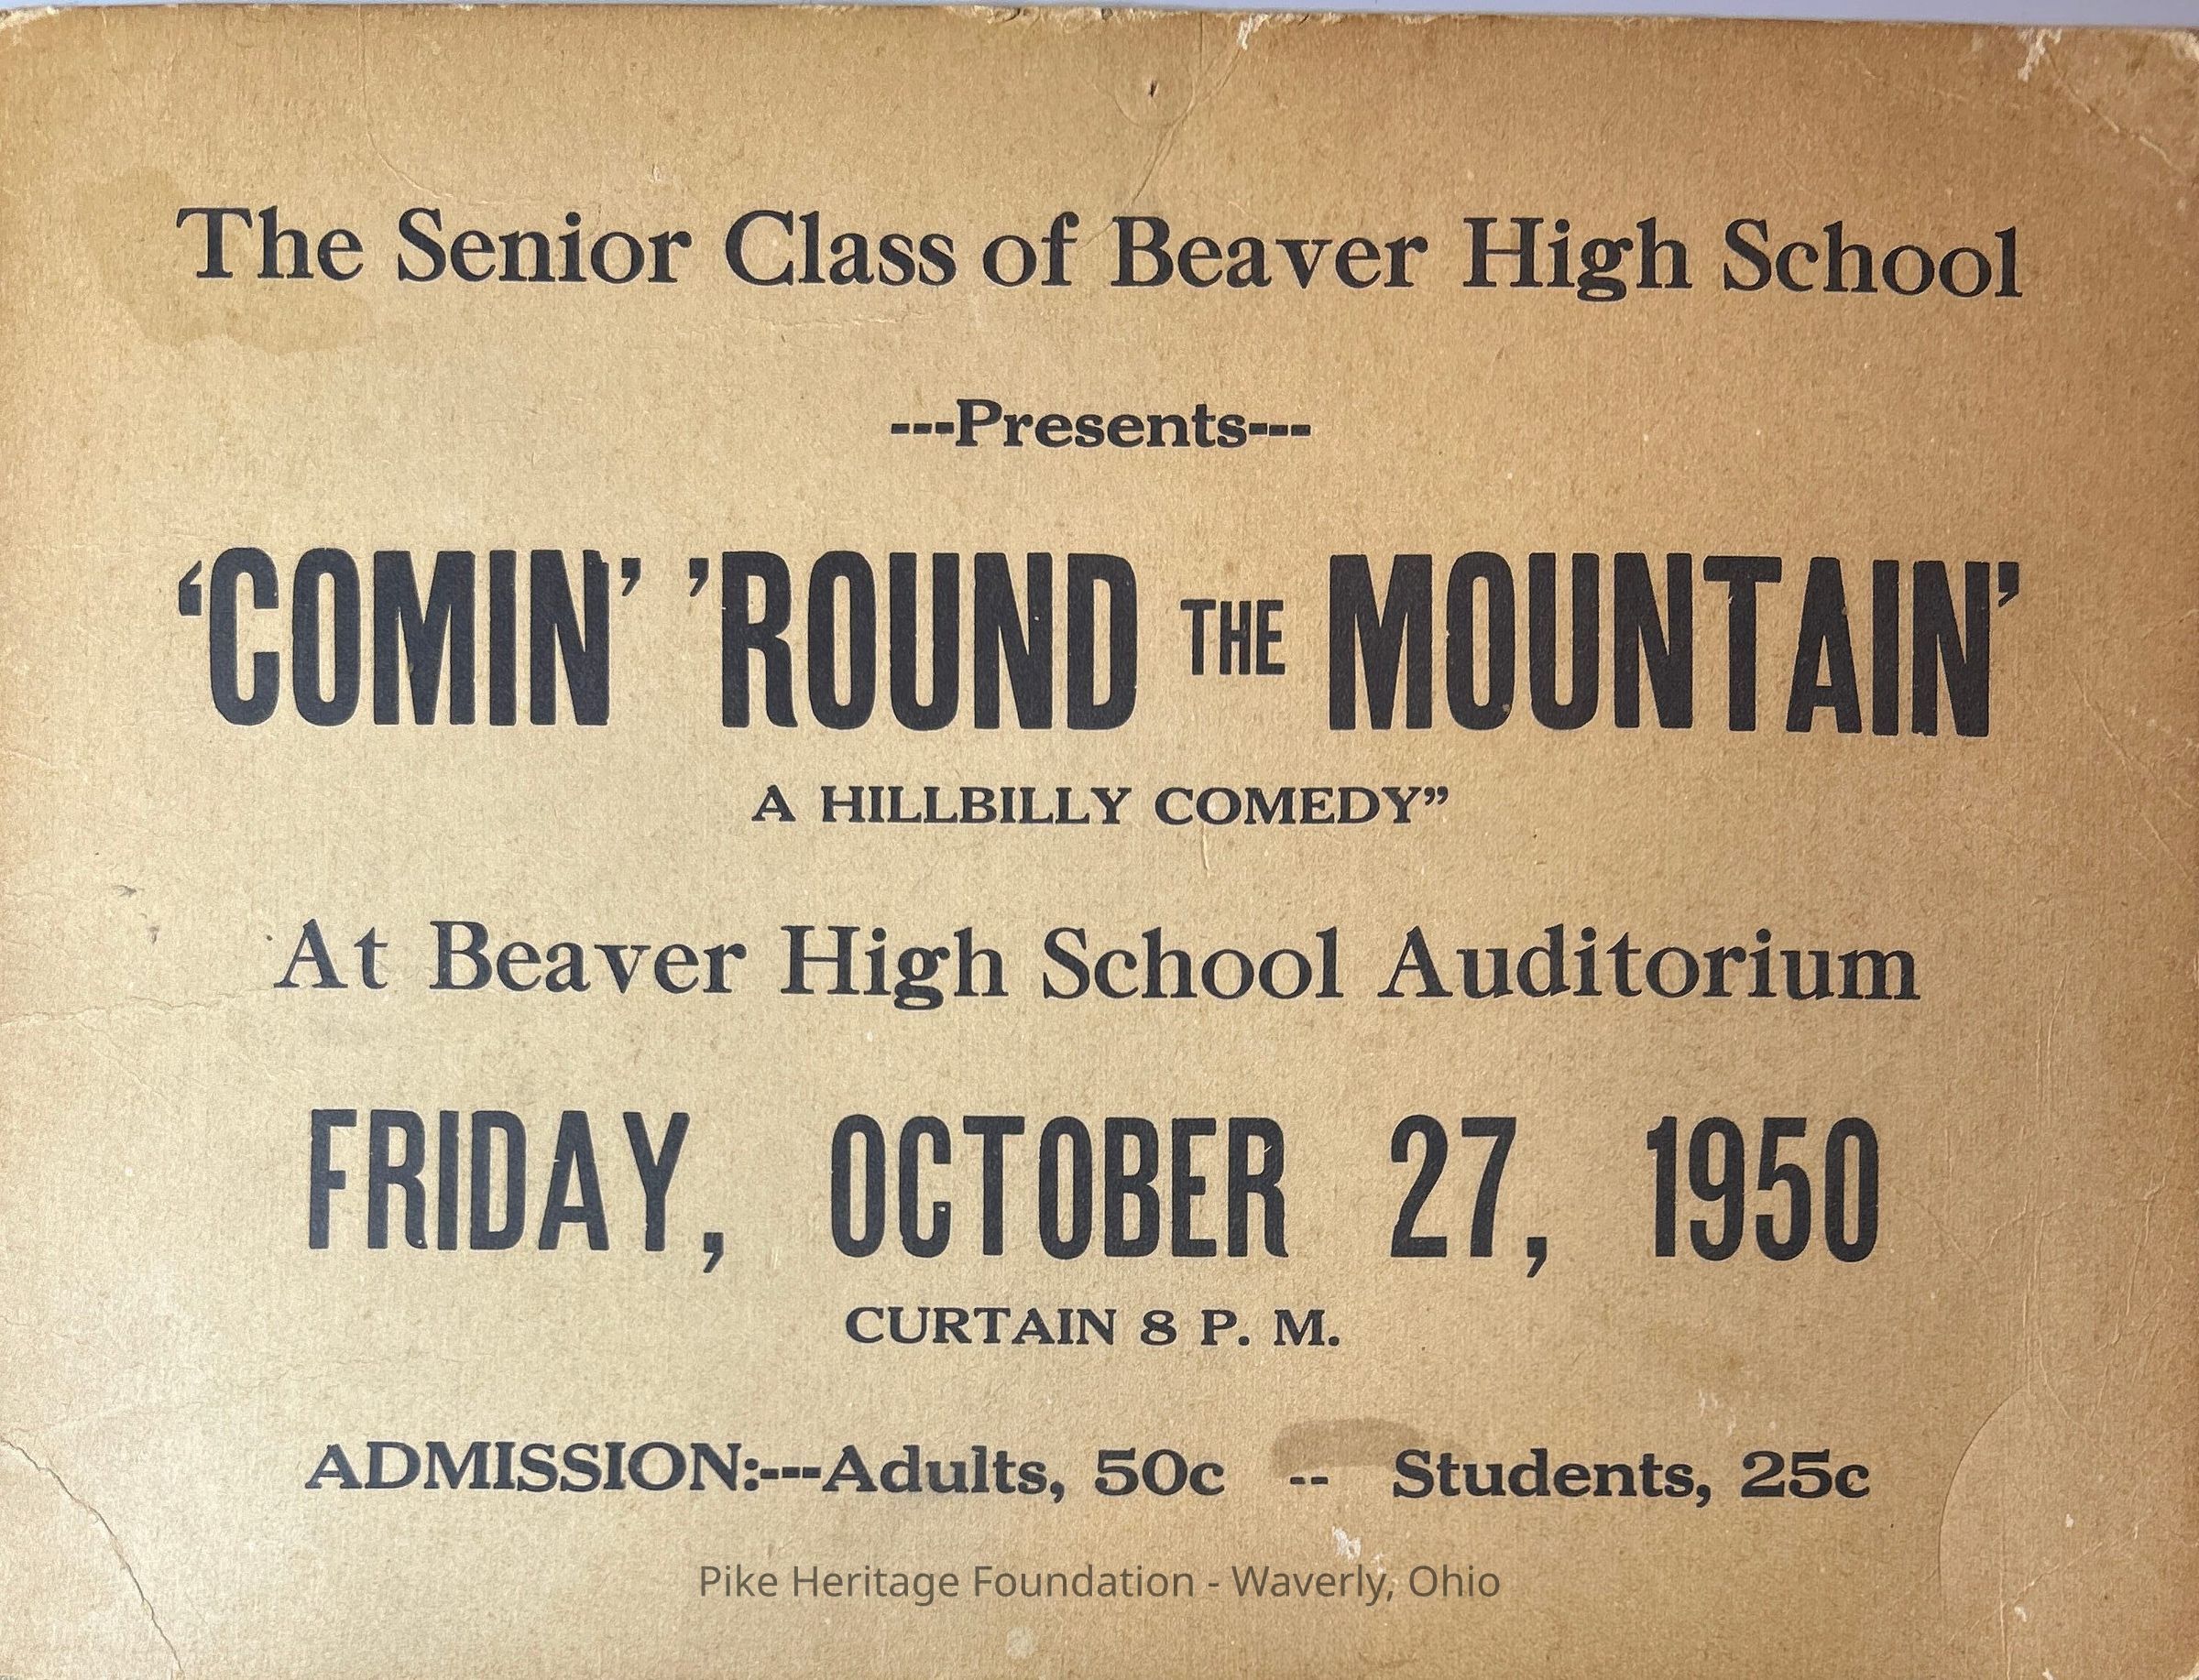 The Senior Class of Beaver High School
---Presents---
‘COMIN’ ’ROUND THE MOUNTAIN’
A HILLBILLY COMEDY”
At Beaver High School Auditorium
FRIDAY, OCTOBER 27, 1950
CURTAIN 8 P. M.
ADMISSION:---Adults, 50c -- Students, 25c
Pike Heritage Foundation - Waverly, Ohio